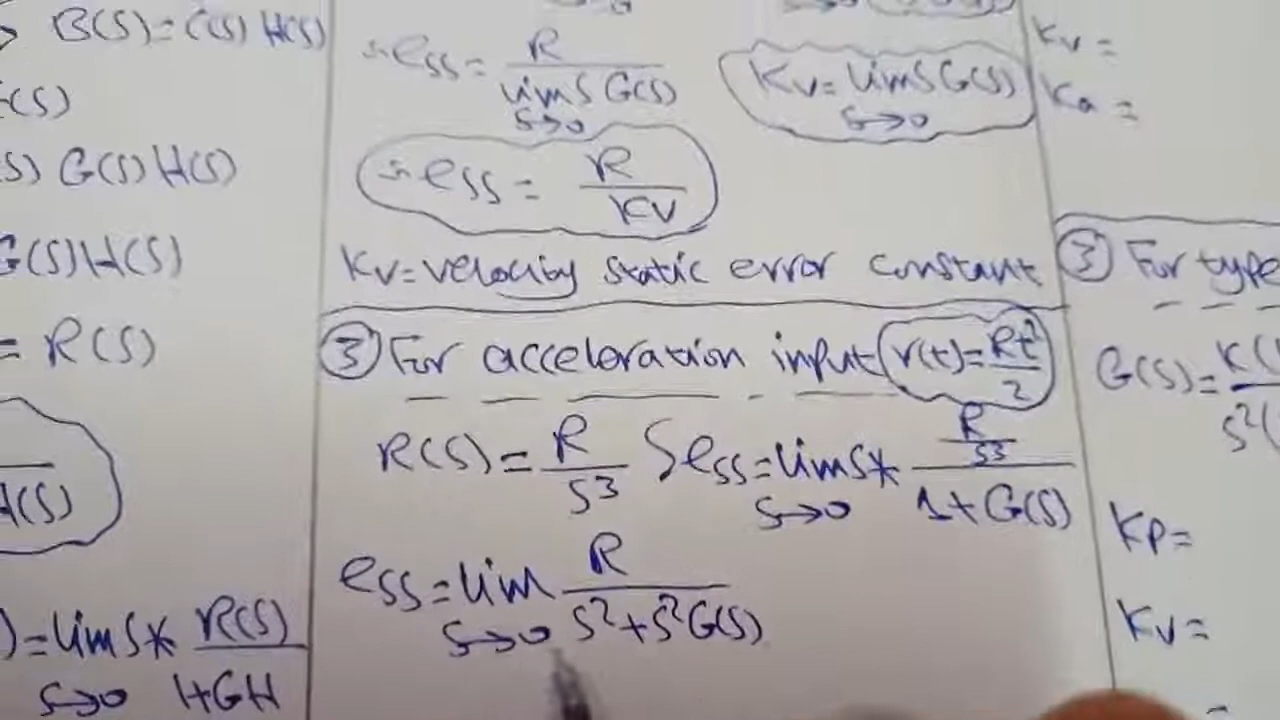 B(S)=C(S) H(S)
(S)
S) G(S) H(S)
G(S)H(S)
= R(S)
H(S)
)=lim S* R(S)
S→0 1+GH
∴ ess= R
lim S G(S)
S→0
Kv=lim S G(S)
S→0
∴ ess= R
KV
Kv=velocity static error constant
③ For acceleration input r(t)=Rt²
2
R(S)=R ess=lim S* R
S³ S³
S→0 1+G(S)
ess=lim R
S→0 S²+S²G(S)
Kv=
Ka=
③ For type
G(S)=K(
S²(
KP=
Kv=